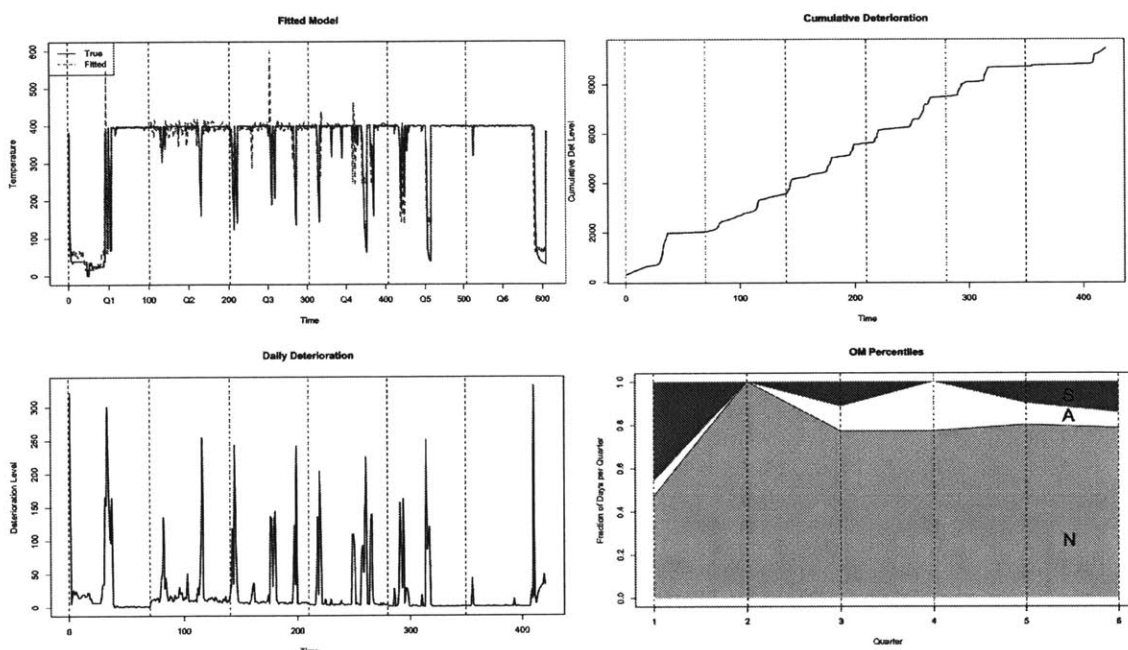 Fitted Model
True
Fitted
Temperature
600
500
400
300
200
100
0
0 Q1 100 Q2 200 Q3 300 Q4 400 Q5 500 Q6 600
Time
Cumulative Deterioration
Cumulative Det Level
8000
6000
4000
2000
0
0 100 200 300 400
Time
Daily Deterioration
Deterioration Level
300
250
200
150
100
50
0
0 100 200 300 400
Time
OM Percentiles
Fraction of Day's per Quarter
1.0
0.8
0.6
0.4
0.2
0.0
S
A
N
1 2 3 4 5 6
Quarter